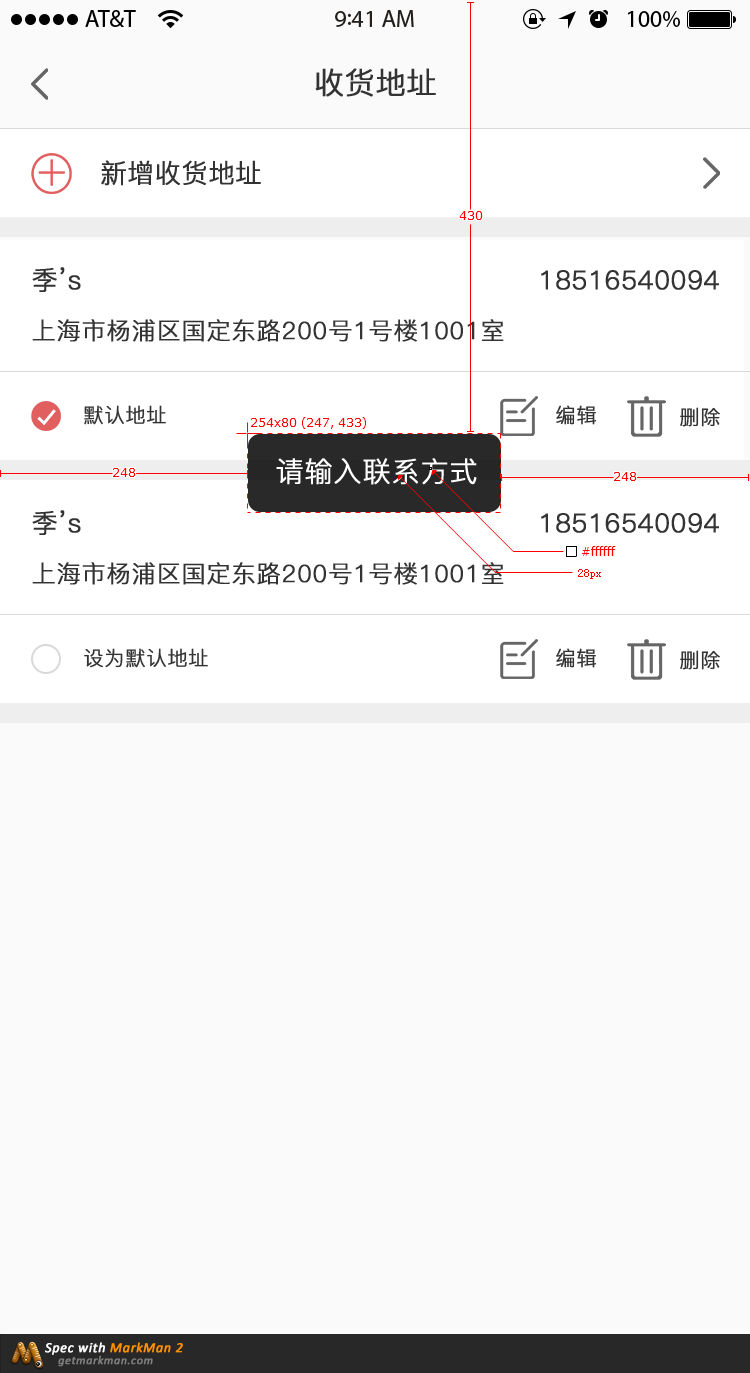 AT&T 9:41 AM 100%
收货地址
新增收货地址
430
季's 18516540094
上海市杨浦区国定东路200号1号楼1001室
默认地址 编辑 删除
254x80 (247, 433)
248 请输入联系方式 248
季's 18516540094
#ffffff
上海市杨浦区国定东路200号1号楼1001室
28px
设为默认地址 编辑 删除
Spec with MarkMan 2
getmarkman.com